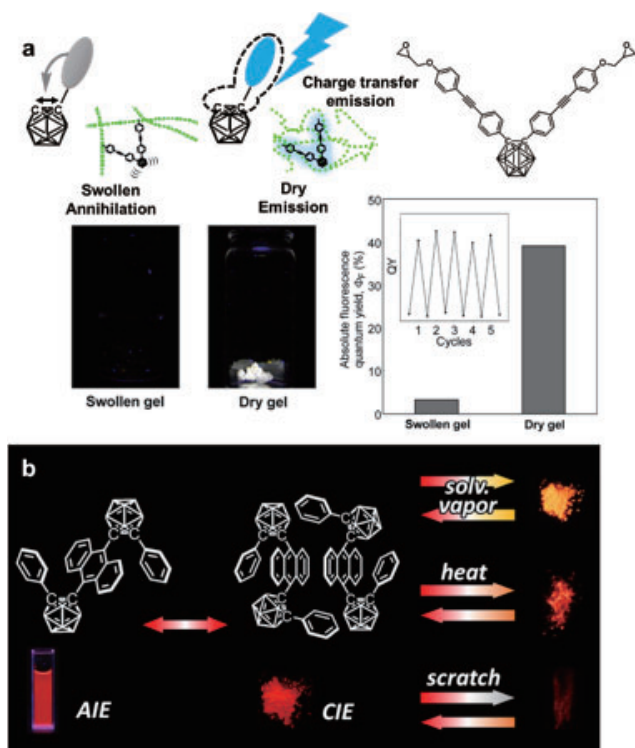 a
Charge transfer
emission
Swollen
Annihilation
Dry
Emission
Swollen gel
Dry gel
Absolute fluorescence
quantum yield, ΦF (%)
50
40
30
20
10
0
QY
1 2 3 4 5
Cycles
Swollen gel
Dry gel
O
O
O
O
C
C
C
C
b
C
C
C
C
C
C
C
C
C
C
C
C
AIE
CIE
solv.
vapor
heat
scratch